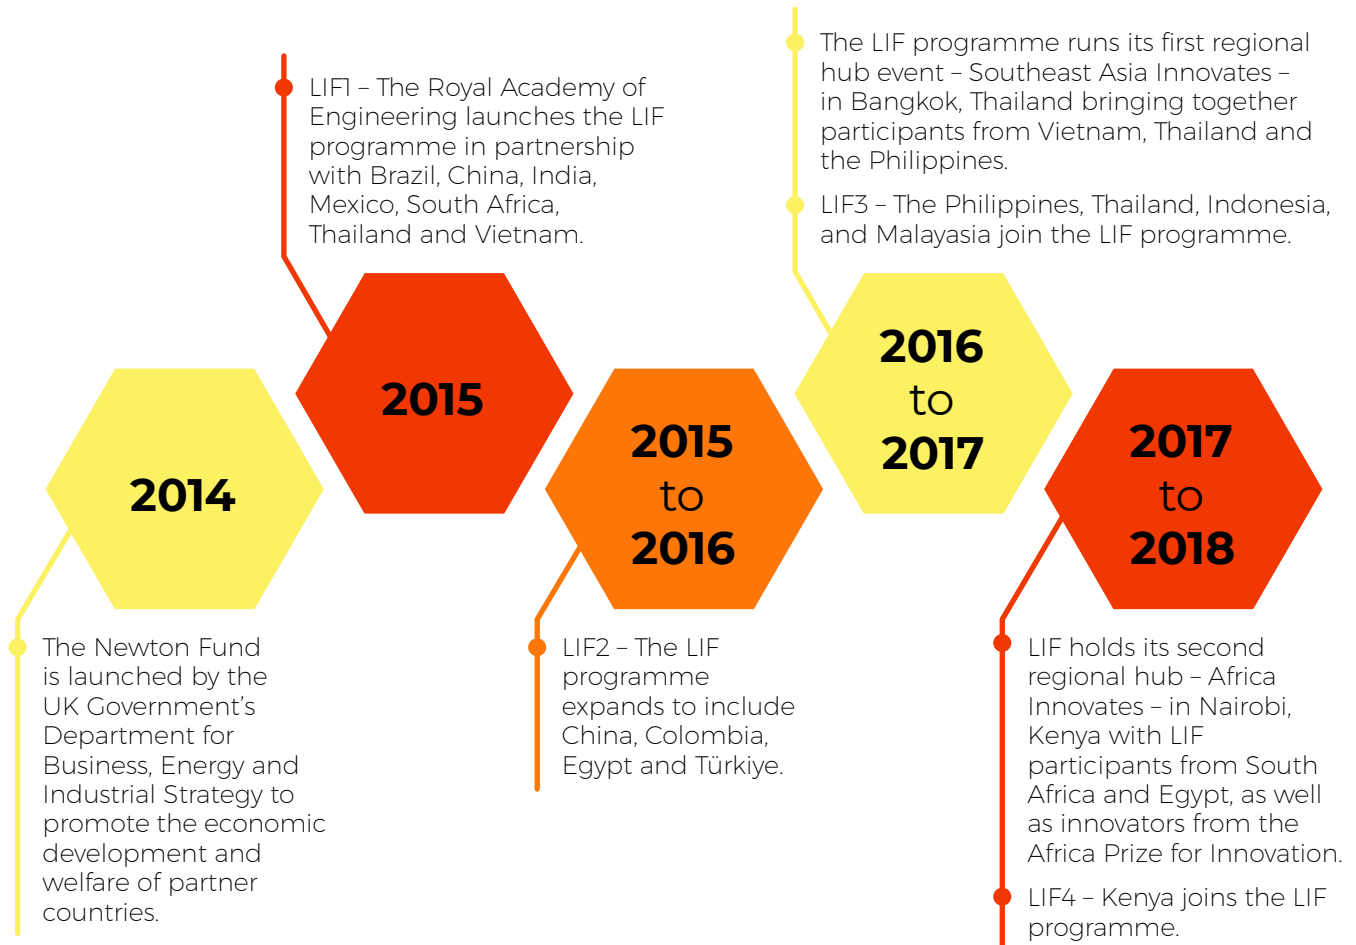 The LIF programme runs its first regional
hub event – Southeast Asia Innovates –
in Bangkok, Thailand bringing together
participants from Vietnam, Thailand and
the Philippines.
LIF3 – The Philippines, Thailand, Indonesia,
and Malayasia join the LIF programme.
LIF1 – The Royal Academy of
Engineering launches the LIF
programme in partnership
with Brazil, China, India,
Mexico, South Africa,
Thailand and Vietnam.
2014
2015
2015
to
2016
2016
to
2017
2017
to
2018
The Newton Fund
is launched by the
UK Government’s
Department for
Business, Energy and
Industrial Strategy to
promote the economic
development and
welfare of partner
countries.
LIF2 – The LIF
programme
expands to include
China, Colombia,
Egypt and Türkiye.
LIF holds its second
regional hub – Africa
Innovates – in Nairobi,
Kenya with LIF
participants from South
Africa and Egypt, as well
as innovators from the
Africa Prize for Innovation.
LIF4 – Kenya joins the LIF
programme.